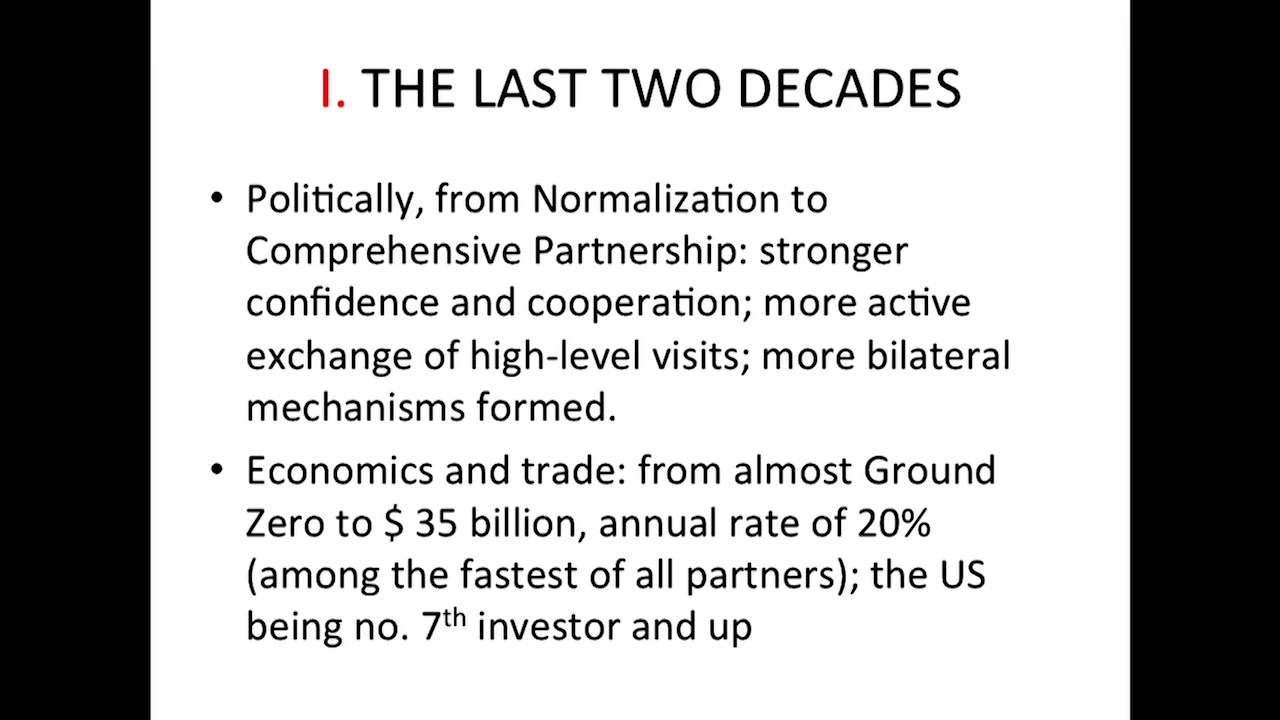 I. THE LAST TWO DECADES
• Politically, from Normalization to
Comprehensive Partnership: stronger
confidence and cooperation; more active
exchange of high-level visits; more bilateral
mechanisms formed.
• Economics and trade: from almost Ground
Zero to $ 35 billion, annual rate of 20%
(among the fastest of all partners); the US
being no. 7th investor and up